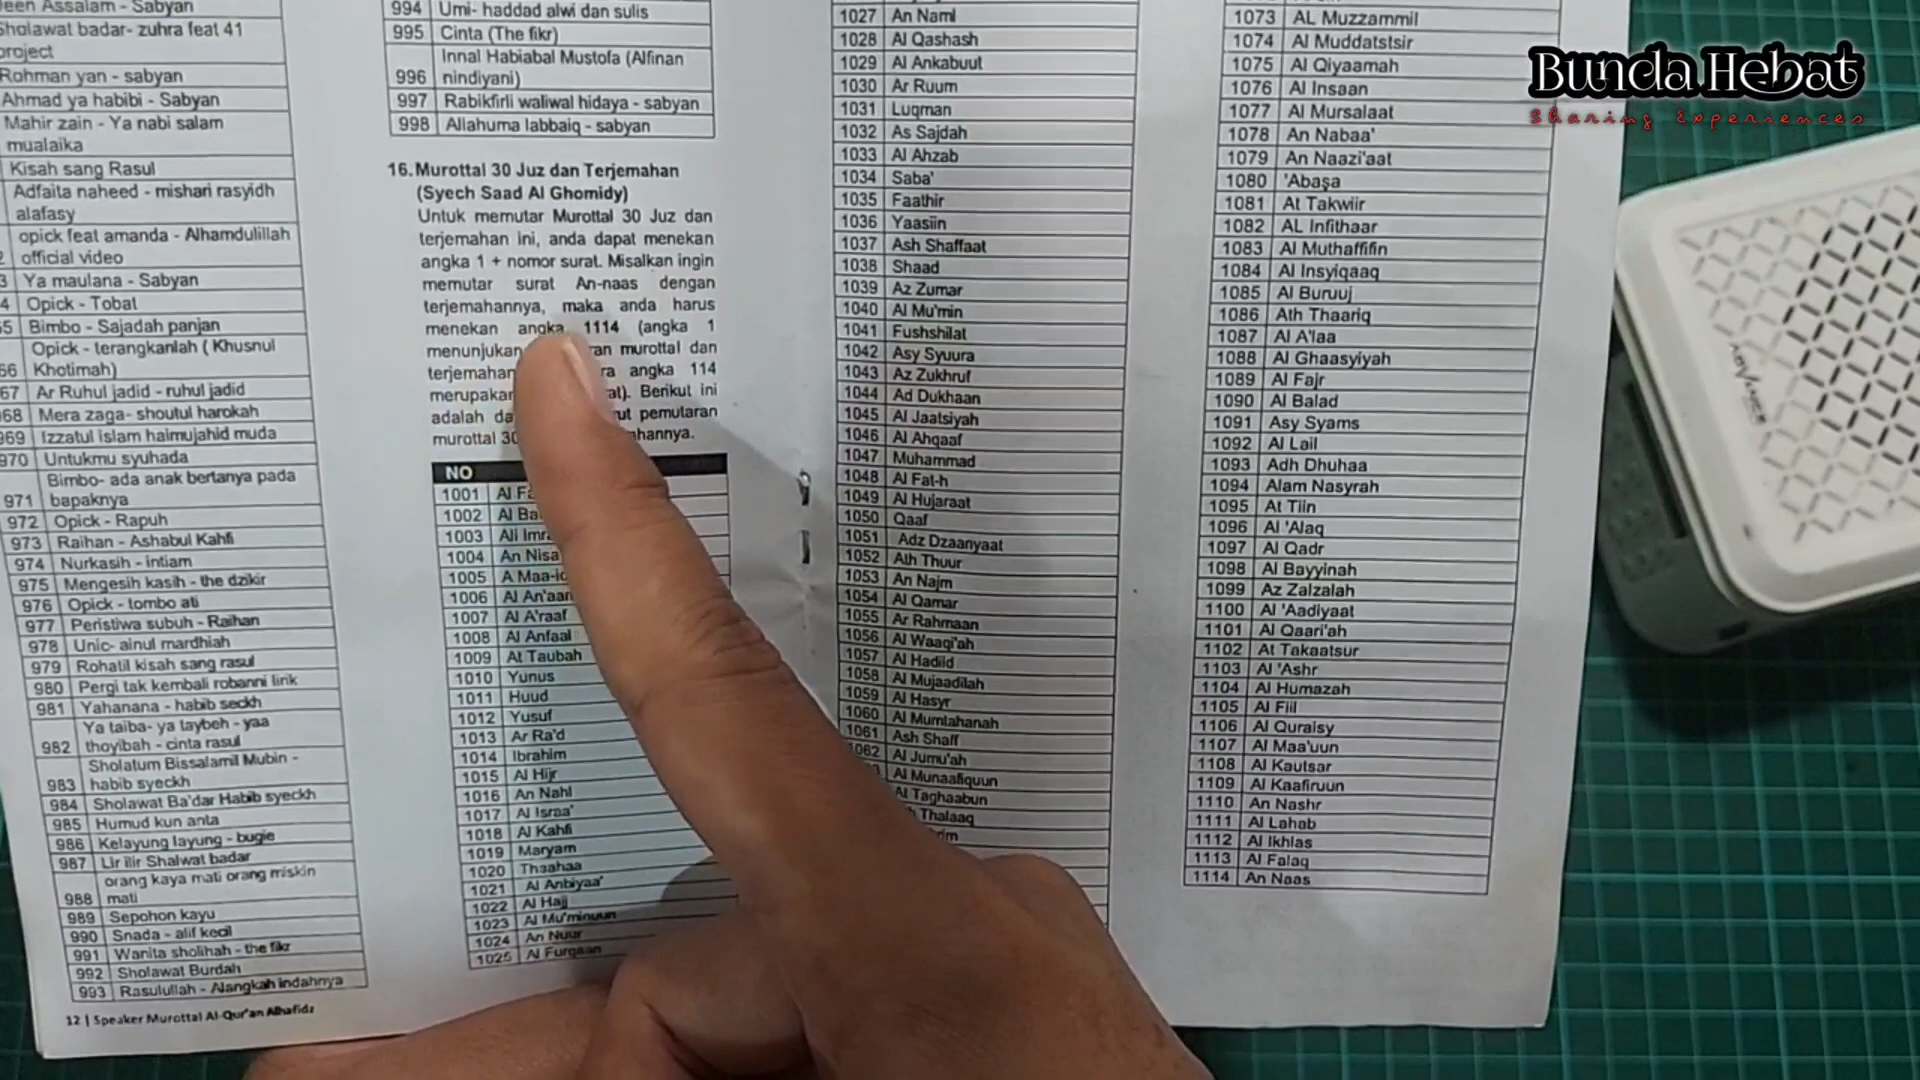 een Assalam - Sabyan
Sholawat badar- zuhra feat 41
project
Rohman yan - sabyan
Ahmad ya habibi - Sabyan
Mahir zain - Ya nabi salam
mualaika
Kisah sang Rasul
Adfaita naheed - mishari rasyidh
alafasy
opick feat amanda - Alhamdulillah
2 official video
3 Ya maulana - Sabyan
4 Opick - Tobat
65 Bimbo - Sajadah panjan
Opick - terangkanlah ( Khusnul
66 Khotimah)
67 Ar Ruhul jadid - ruhul jadid
968 Mera zaga- shoutul harokah
969 Izzatul islam haimujahid muda
970 Untukmu syuhada
Bimbo- ada anak bertanya pada
971 bapaknya
972 Opick - Rapuh
973 Raihan - Ashabul Kahfi
974 Nurkasih - intiam
975 Mengesih kasih - the dzikir
976 Opick - tombo ati
977 Peristiwa subuh - Raihan
978 Unic- ainul mardhiah
979 Rohatil kisah sang rasul
980 Pergi tak kembali robanni lirik
981 Yahanana - habib seckh
Ya taiba- ya taybeh - yaa
982 thoyibah - cinta rasul
Sholatum Bissalamil Mubin -
983 habib syeckh
984 Sholawat Ba'dar Habib syeckh
985 Humud kun anta
986 Kelayung layung - bugie
987 Lir ilir Shalwat badar
orang kaya mati orang miskin
988 mati
989 Sepohon kayu
990 Snada - alif kecil
991 Wanita sholihah - the fikr
992 Sholawat Burdah
993 Rasulullah - Alangkah indahnya
12 | Speaker Murottal Al-Qur'an Alhafidz
994 Umi- haddad alwi dan sulis
995 Cinta (The fikr)
Innal Habiabal Mustofa (Alfinan
996 nindiyani)
997 Rabikfirli waliwal hidaya - sabyan
998 Allahuma labbaiq - sabyan
16. Murottal 30 Juz dan Terjemahan
(Syech Saad Al Ghomidy)
Untuk memutar Murottal 30 Juz dan
terjemahan ini, anda dapat menekan
angka 1 + nomor surat. Misalkan ingin
memutar surat An-naas dengan
terjemahannya, maka anda harus
menekan angka 1114 (angka 1
menunjukan ran murottal dan
terjemahan ra angka 114
merupakan at). Berikut ini
adalah da ut pemutaran
murottal 30 ahannya.
NO
1001 Al Fa
1002 Al Ba
1003 Ali Imr
1004 An Nisa
1005 A Maa-i
1006 Al An'aan
1007 Al A'raaf
1008 Al Anfaal
1009 At Taubah
1010 Yunus
1011 Huud
1012 Yusuf
1013 Ar Ra'd
1014 Ibrahim
1015 Al Hijr
1016 An Nahl
1017 Al Israa'
1018 Al Kahfi
1019 Maryam
1020 Thaahaa
1021 Al Anbiyaa'
1022 Al Hajj
1023 Al Mu'minuun
1024 An Nuur
1025 Al Furqaan
1027 An Naml
1028 Al Qashash
1029 Al Ankabuut
1030 Ar Ruum
1031 Luqman
1032 As Sajdah
1033 Al Ahzab
1034 Saba'
1035 Faathir
1036 Yaasiin
1037 Ash Shaffaat
1038 Shaad
1039 Az Zumar
1040 Al Mu'min
1041 Fushshilat
1042 Asy Syuura
1043 Az Zukhruf
1044 Ad Dukhaan
1045 Al Jaatsiyah
1046 Al Ahqaaf
1047 Muhammad
1048 Al Fat-h
1049 Al Hujaraat
1050 Qaaf
1051 Adz Dzaanyaat
1052 Ath Thuur
1053 An Najm
1054 Al Qamar
1055 Ar Rahmaan
1056 Al Waaqi'ah
1057 Al Hadiid
1058 Al Mujaadilah
1059 Al Hasyr
1060 Al Mumtahanah
1061 Ash Shaff
1062 Al Jumu'ah
Al Munaafiquun
At Taghaabun
h Thalaaq
rim
1073 AL Muzzammil
1074 Al Muddatstsir
1075 Al Qiyaamah
1076 Al Insaan
1077 Al Mursalaat
1078 An Nabaa'
1079 An Naazi'aat
1080 'Abaşa
1081 At Takwiir
1082 AL Infithaar
1083 Al Muthaffifin
1084 Al Insyiqaaq
1085 Al Buruuj
1086 Ath Thaariq
1087 Al A'laa
1088 Al Ghaasyiyah
1089 Al Fajr
1090 Al Balad
1091 Asy Syams
1092 Al Lail
1093 Adh Dhuhaa
1094 Alam Nasyrah
1095 At Tiin
1096 Al 'Alaq
1097 Al Qadr
1098 Al Bayyinah
1099 Az Zalzalah
1100 Al 'Aadiyaat
1101 Al Qaari'ah
1102 At Takaatsur
1103 Al 'Ashr
1104 Al Humazah
1105 Al Fiil
1106 Al Quraisy
1107 Al Maa'uun
1108 Al Kautsar
1109 Al Kaafiruun
1110 An Nashr
1111 Al Lahab
1112 Al Ikhlas
1113 Al Falaq
1114 An Naas
Bunda Hebat
Sharing Experiences